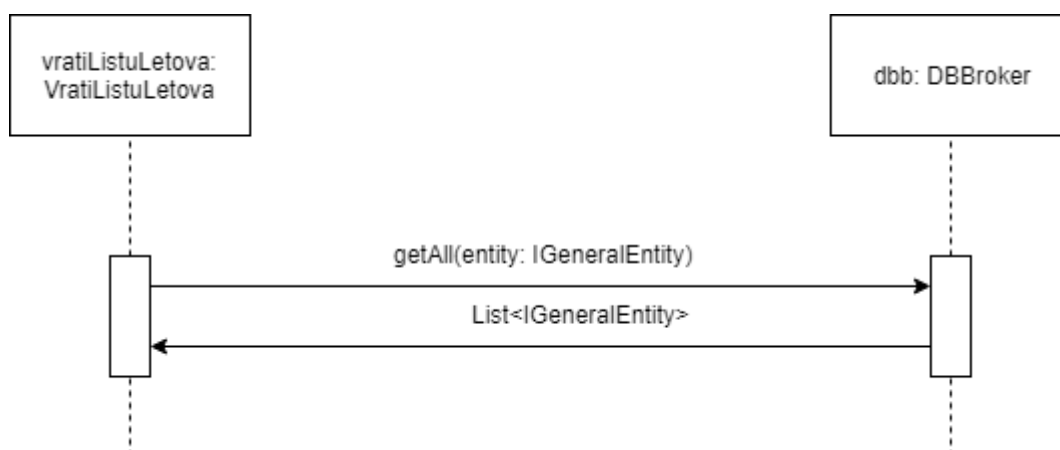 vratiListuLetova:
VratiListuLetova
dbb: DBBroker
getAll(entity: IGeneralEntity)
List<IGeneralEntity>